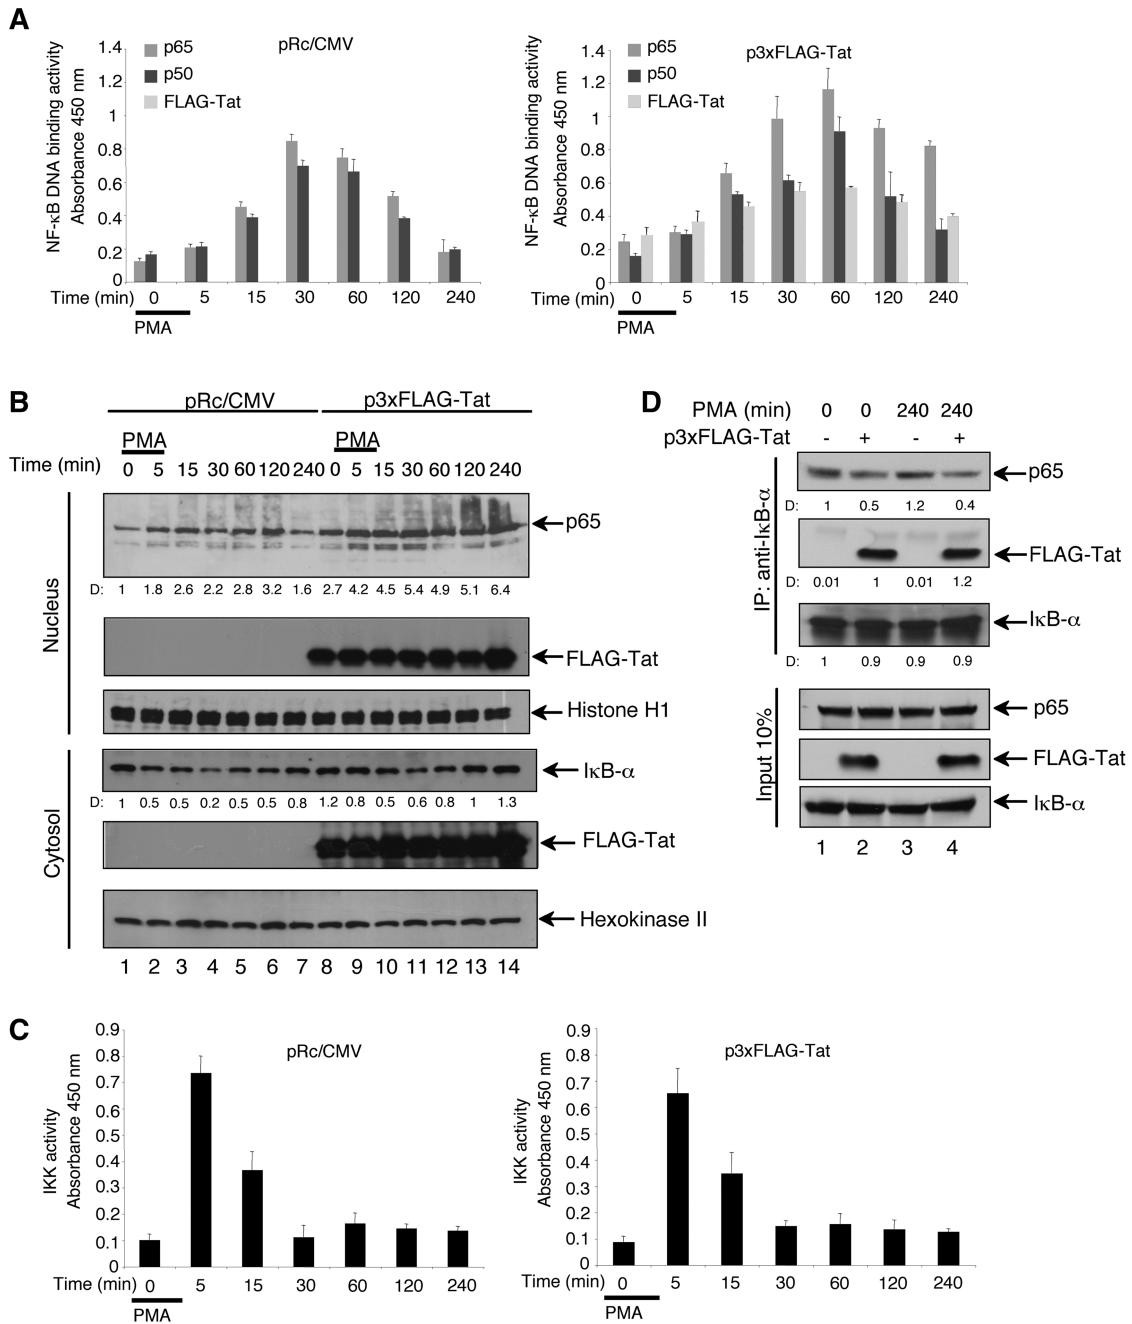 A
pRc/CMV
NF-κB DNA binding activity
Absorbance 450 nm
1.4
1.2
1
0.8
0.6
0.4
0.2
0
p65
p50
FLAG-Tat
Time (min) 0 5 15 30 60 120 240
PMA
p3xFLAG-Tat
NF-κB DNA binding activity
Absorbance 450 nm
1.4
1.2
1
0.8
0.6
0.4
0.2
0
p65
p50
FLAG-Tat
Time (min) 0 5 15 30 60 120 240
PMA
B
pRc/CMV p3xFLAG-Tat
PMA PMA
Time (min) 0 5 15 30 60 120 240 0 5 15 30 60 120 240
Nucleus
p65
D: 1 1.8 2.6 2.2 2.8 3.2 1.6 2.7 4.2 4.5 5.4 4.9 5.1 6.4
FLAG-Tat
Histone H1
Cytosol
IκB-α
D: 1 0.5 0.5 0.2 0.5 0.5 0.8 1.2 0.8 0.5 0.6 0.8 1 1.3
FLAG-Tat
Hexokinase II
1 2 3 4 5 6 7 8 9 10 11 12 13 14
D
PMA (min) 0 0 240 240
p3xFLAG-Tat - + - +
IP: anti-IκB-α
p65
D: 1 0.5 1.2 0.4
FLAG-Tat
D: 0.01 1 0.01 1.2
IκB-α
D: 1 0.9 0.9 0.9
Input 10%
p65
FLAG-Tat
IκB-α
1 2 3 4
C
pRc/CMV
IKK activity
Absorbance 450 nm
0.9
0.8
0.7
0.6
0.5
0.4
0.3
0.2
0.1
0
Time (min) 0 5 15 30 60 120 240
PMA
p3xFLAG-Tat
IKK activity
Absorbance 450 nm
0.9
0.8
0.7
0.6
0.5
0.4
0.3
0.2
0.1
0
Time (min) 0 5 15 30 60 120 240
PMA